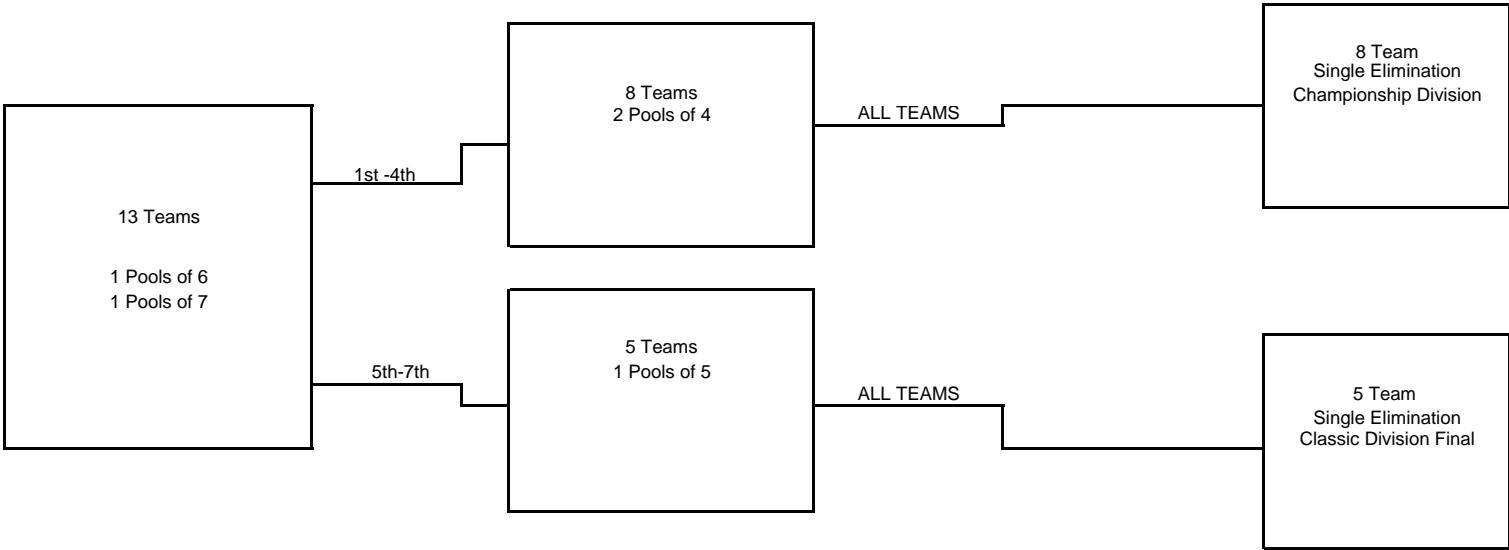 13 Teams
1 Pools of 6
1 Pools of 7
1st -4th
5th-7th
8 Teams
2 Pools of 4
5 Teams
1 Pools of 5
ALL TEAMS
ALL TEAMS
8 Team
Single Elimination
Championship Division
5 Team
Single Elimination
Classic Division Final